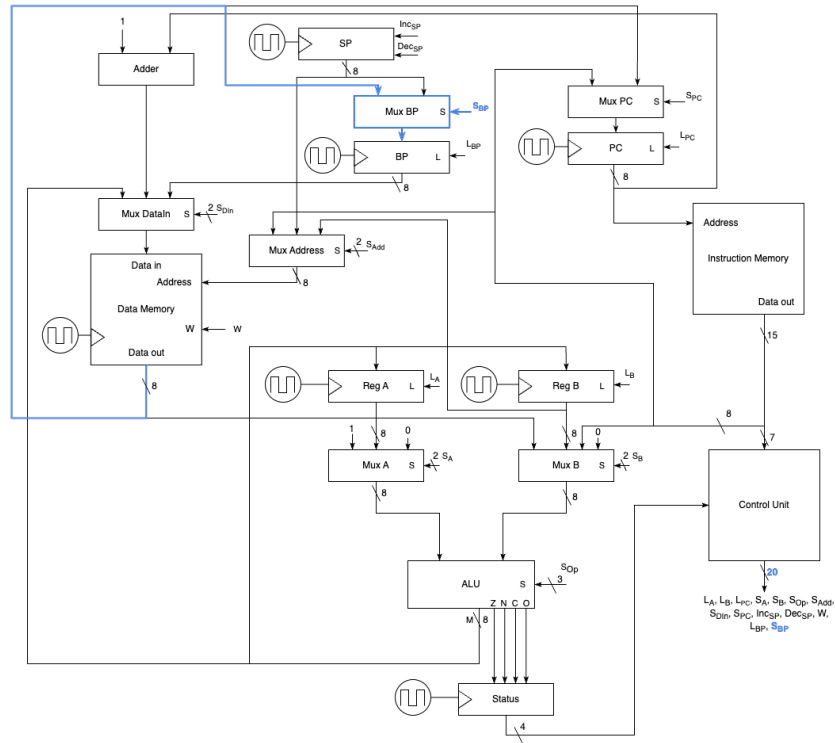 1
Adder
SP
Inc_SP
Dec_SP
8
Mux BP
S
S_BP
Mux PC
S
S_PC
BP
L
L_BP
8
PC
L
L_PC
8
Mux DataIn
S
2 S_Din
Mux Address
S
2 S_Add
8
Address
Instruction Memory
Data out
15
Data in
Address
Data Memory
W
W
Data out
8
Reg A
L
L_A
Reg B
L
L_B
8
8
8
7
1
0
0
Mux A
S
2 S_A
8
Mux B
S
2 S_B
8
Control Unit
20
L_A, L_B, L_PC, S_A, S_B, S_Op, S_Add,
S_DIn, S_PC, Inc_SP, Dec_SP, W,
L_BP, S_BP
ALU
S
S_Op
3
Z N C O
M
8
Status
4